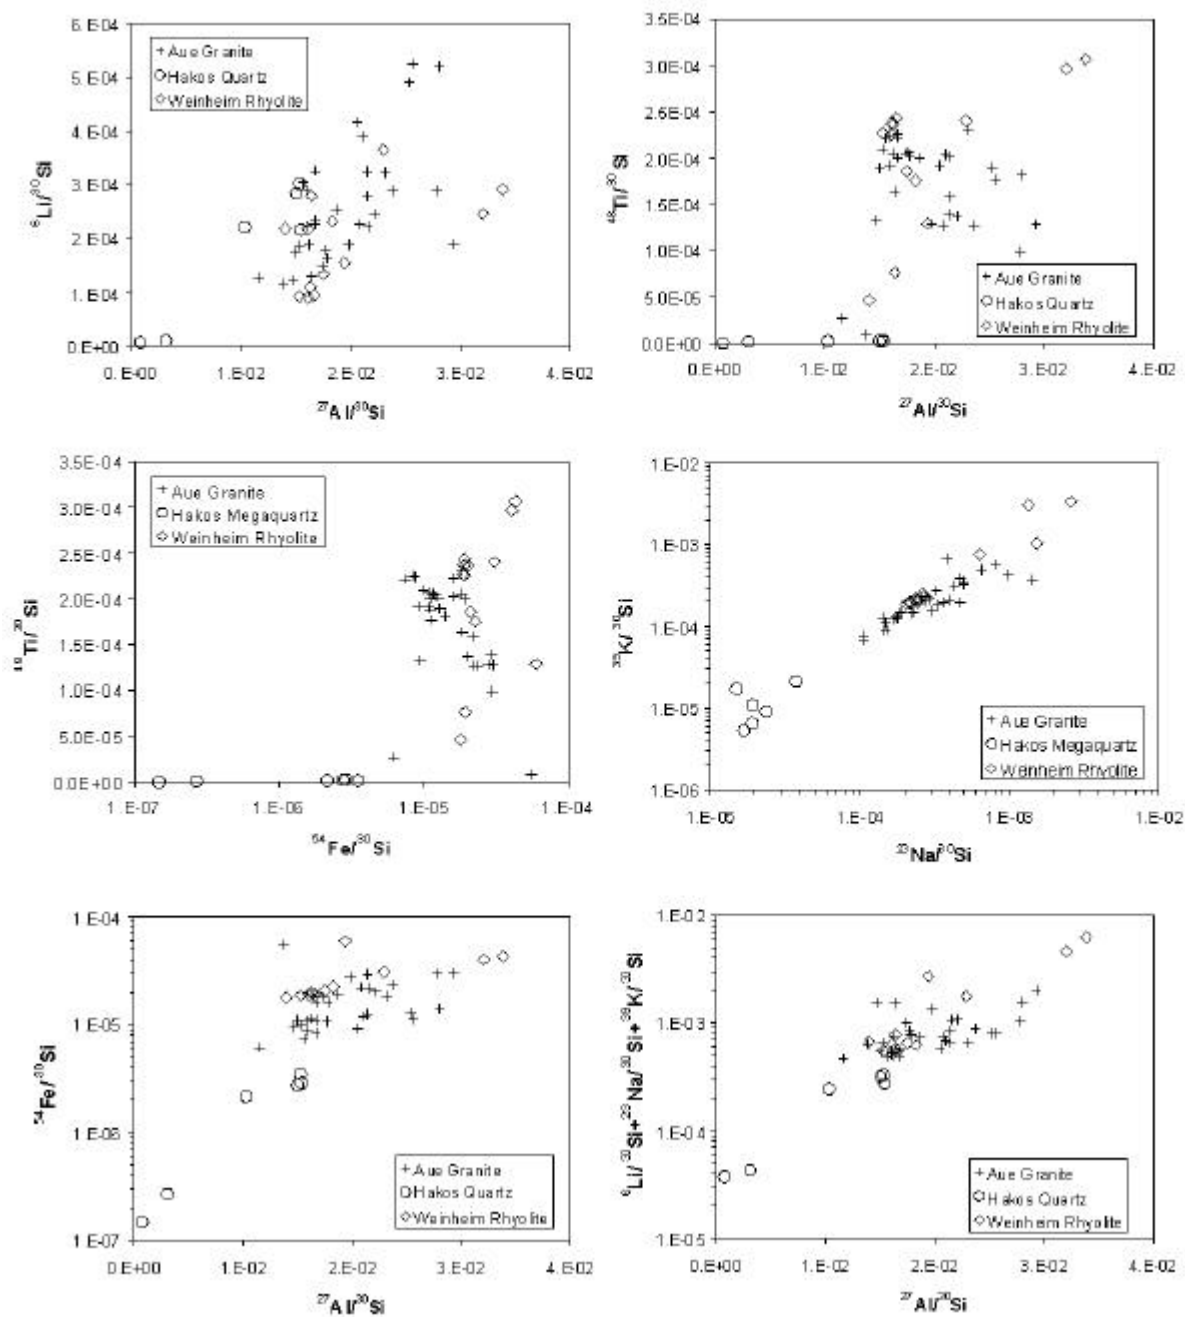 6.E-04
5.E-04
4.E-04
3.E-04
2.E-04
1.E-04
0.E+00
+ Aue Granite
○ Hakos Quartz
◇ Weinheim Rhyolite
⁶Li/³⁰Si
0.E+00 1.E-02 2.E-02 3.E-02 4.E-02
²⁷Al/³⁰Si
3.5E-04
3.0E-04
2.5E-04
2.0E-04
1.5E-04
1.0E-04
5.0E-05
0.0E+00
+ Aue Granite
○ Hakos Quartz
◇ Weinheim Rhyolite
⁴⁸Ti/³⁰Si
0.E+00 1.E-02 2.E-02 3.E-02 4.E-02
²⁷Al/³⁰Si
3.5E-04
3.0E-04
2.5E-04
2.0E-04
1.5E-04
1.0E-04
5.0E-05
0.0E+00
+ Aue Granite
○ Hakos Megaquartz
◇ Weinheim Rhyolite
Ti/³⁰Si
1.E-07 1.E-06 1.E-05 1.E-04
⁵⁴Fe/³⁰Si
1.E-02
1.E-03
1.E-04
1.E-05
1.E-06
+ Aue Granite
○ Hakos Megaquartz
◇ Weinheim Rhyolite
³⁹K/³⁰Si
1.E-05 1.E-04 1.E-03 1.E-02
²³Na/³⁰Si
1.E-04
1.E-05
1.E-06
1.E-07
+ Aue Granite
○ Hakos Quartz
◇ Weinheim Rhyolite
⁵⁴Fe/³⁰Si
0.E+00 1.E-02 2.E-02 3.E-02 4.E-02
²⁷Al/³⁰Si
1.E-02
1.E-03
1.E-04
1.E-05
+ Aue Granite
○ Hakos Quartz
◇ Weinheim Rhyolite
⁶Li/³⁰Si+²³Na/³⁰Si+³⁹K/³⁰Si
0.E+00 1.E-02 2.E-02 3.E-02 4.E-02
²⁷Al/³⁰Si